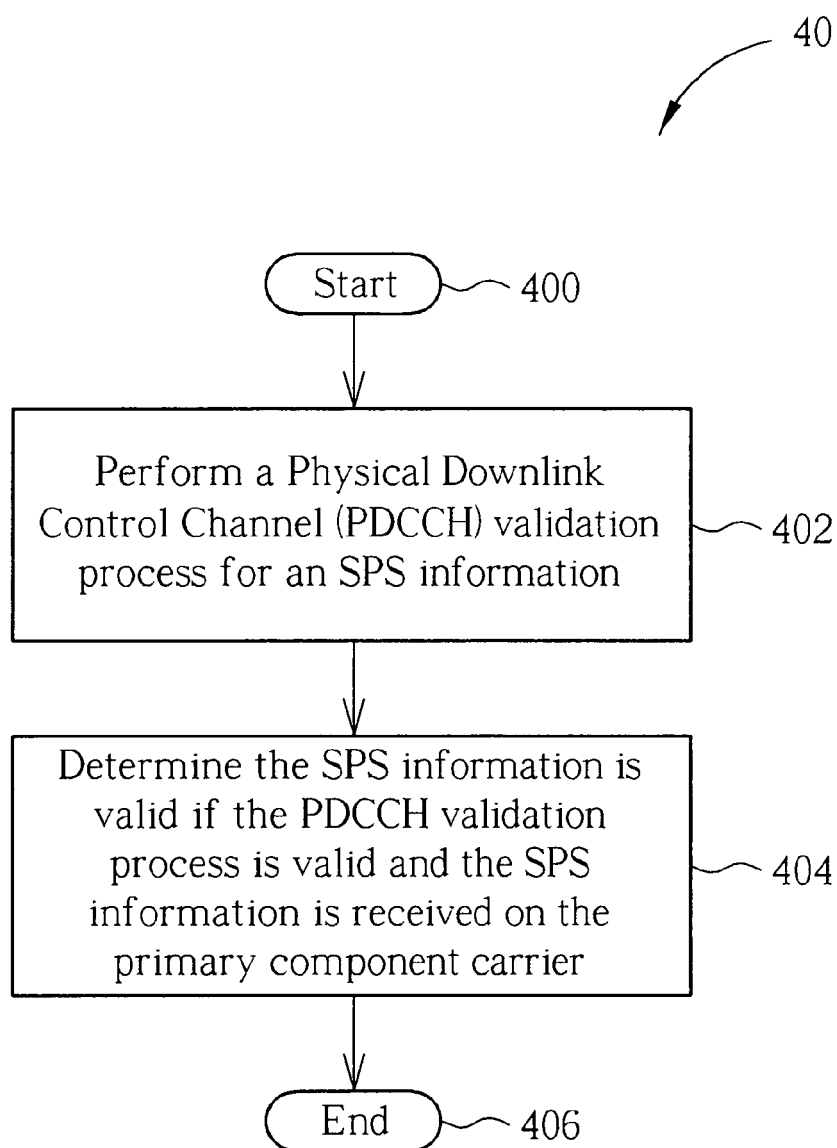 40
Start
400
Perform a Physical Downlink
Control Channel (PDCCH) validation
process for an SPS information
402
Determine the SPS information is
valid if the PDCCH validation
process is valid and the SPS
information is received on the
primary component carrier
404
End
406